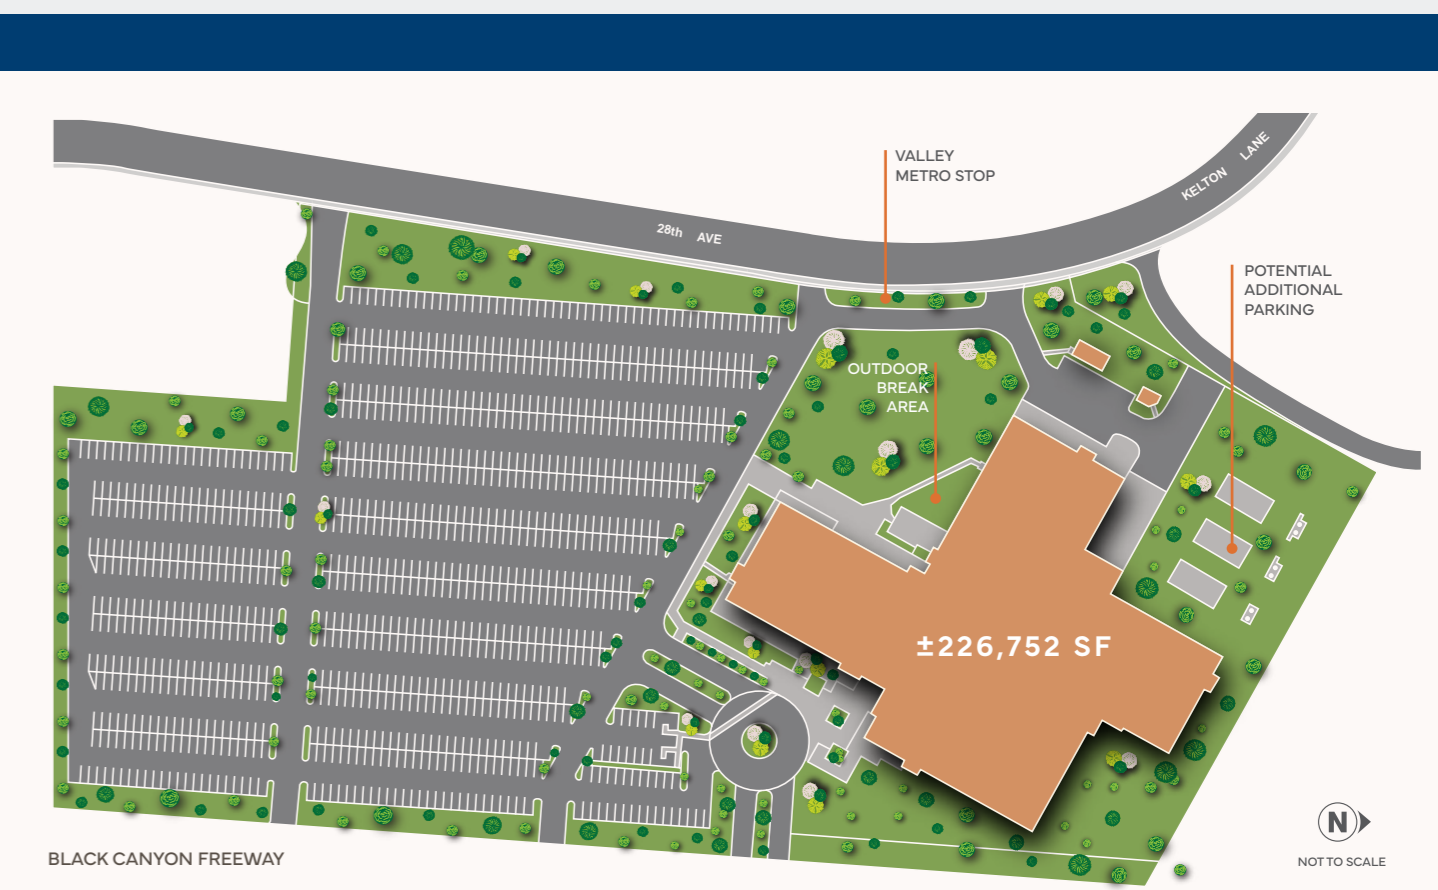 KELTON LANE
VALLEY
METRO STOP
28th AVE
POTENTIAL
ADDITIONAL
PARKING
OUTDOOR
BREAK
AREA
±226,752 SF
N
BLACK CANYON FREEWAY
NOT TO SCALE